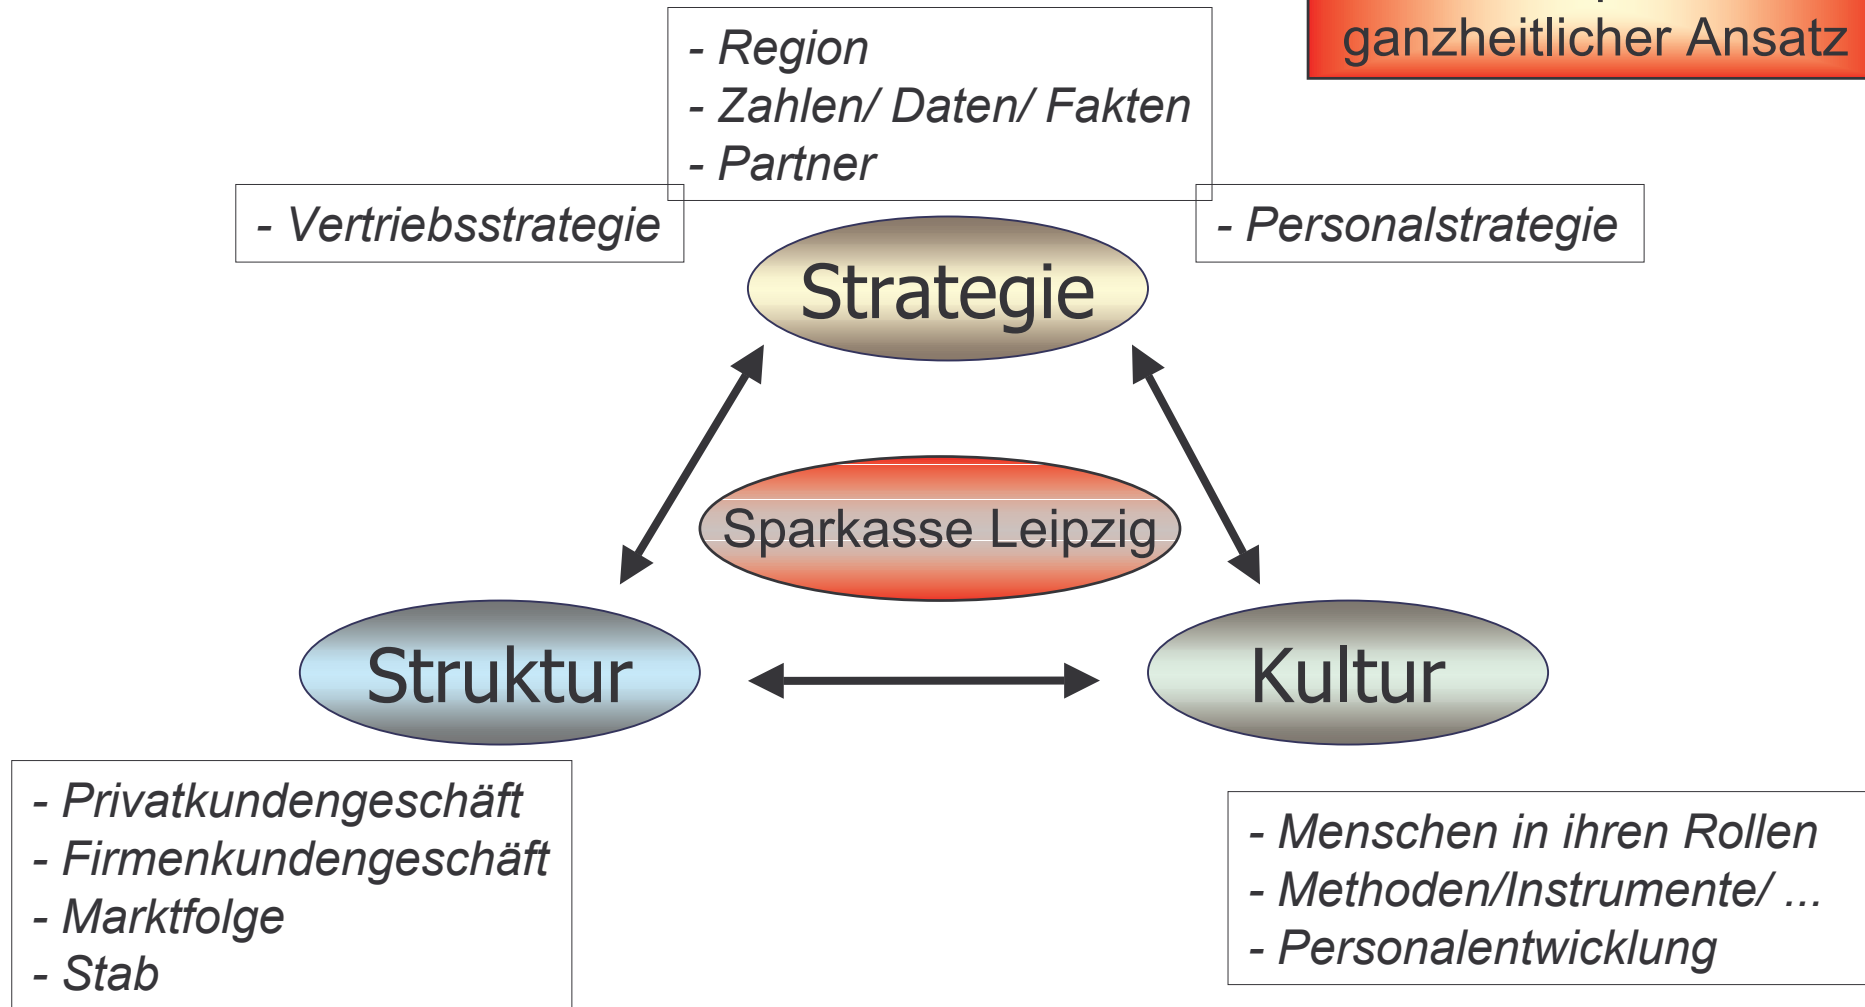 ganzheitlicher Ansatz
- Region
- Zahlen/ Daten/ Fakten
- Partner
- Vertriebsstrategie
- Personalstrategie
Strategie
Sparkasse Leipzig
Struktur
Kultur
- Privatkundengeschäft
- Firmenkundengeschäft
- Marktfolge
- Stab
- Menschen in ihren Rollen
- Methoden/Instrumente/ ...
- Personalentwicklung